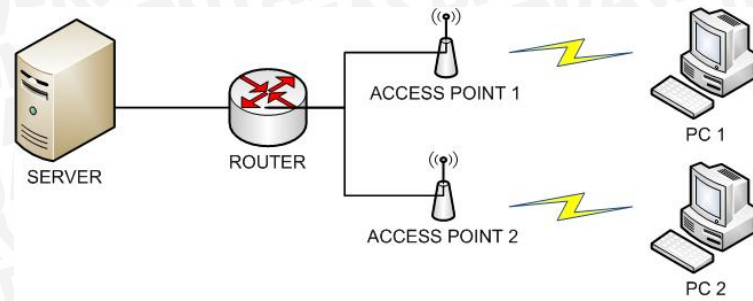 SERVER
ROUTER
ACCESS POINT 1
PC 1
ACCESS POINT 2
PC 2